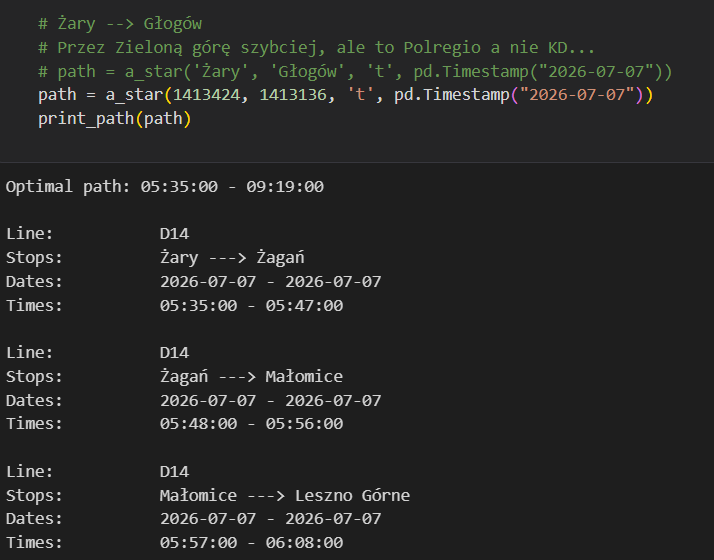 # Żary --> Głogów
# Przez Zieloną górę szybciej, ale to Polregio a nie KD...
# path = a_star('Żary', 'Głogów', 't', pd.Timestamp("2026-07-07"))
path = a_star(1413424, 1413136, 't', pd.Timestamp("2026-07-07"))
print_path(path)
Optimal path: 05:35:00 - 09:19:00
Line: D14
Stops: Żary ---> Żagań
Dates: 2026-07-07 - 2026-07-07
Times: 05:35:00 - 05:47:00
Line: D14
Stops: Żagań ---> Małomice
Dates: 2026-07-07 - 2026-07-07
Times: 05:48:00 - 05:56:00
Line: D14
Stops: Małomice ---> Leszno Górne
Dates: 2026-07-07 - 2026-07-07
Times: 05:57:00 - 06:08:00